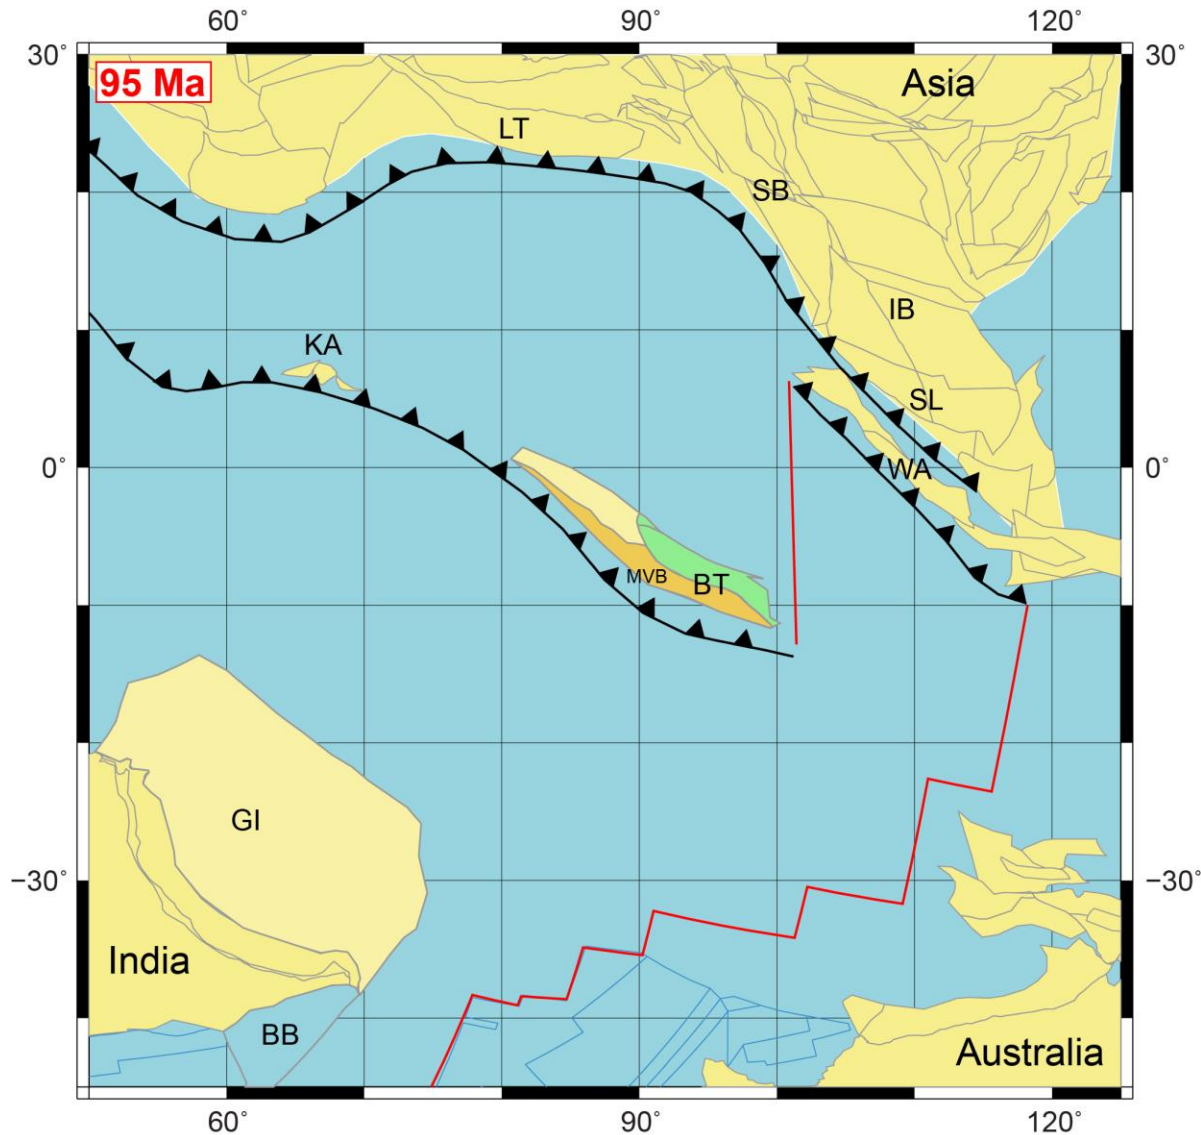 60° 90° 120°
30° 30°
95 Ma
Asia
LT
SB
IB
KA
SL
0° WA 0°
MVB BT
GI
−30° −30°
India
BB
Australia
60° 90° 120°